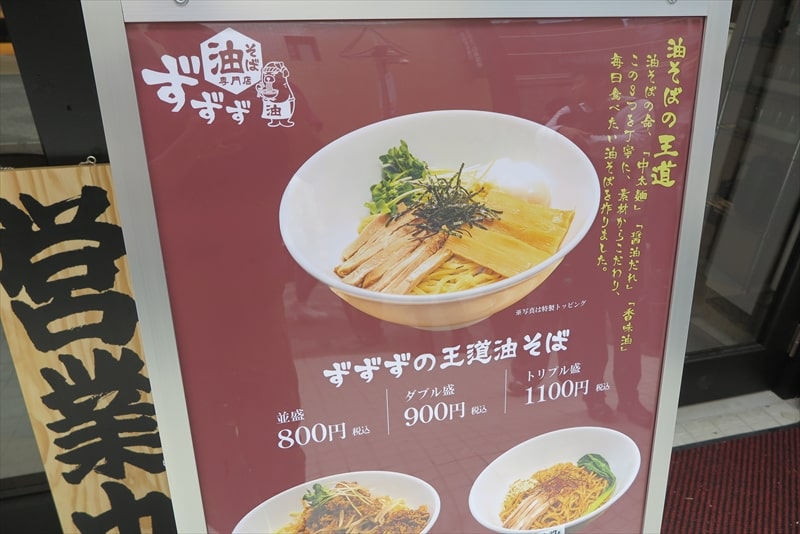 油
そば
専門店
ずずず
油
油そばの王道
油そばの命、「中太麺」「醤油だれ」「香味油」
この3つを丁寧に、素材からこだわり、
毎日食べたい油そばを作りました。
※写真は特製トッピング
ずずずの王道油そば
並盛
800円 税込
ダブル盛
900円 税込
トリプル盛
1100円 税込
営業中